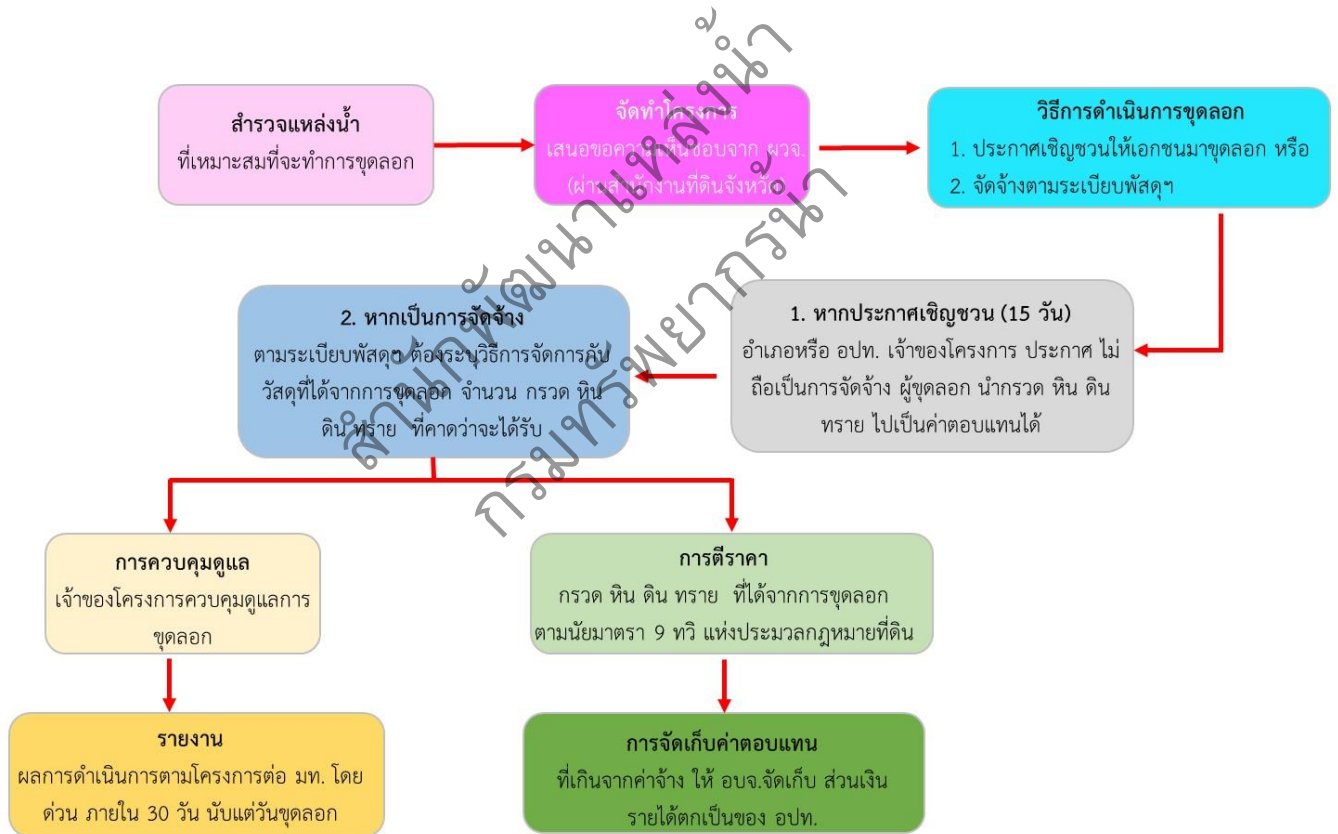 สำรวจแหล่งน้ำ
ที่เหมาะสมที่จะทำการขุดลอก
จัดทำโครงการ
เสนอขอความเห็นชอบจาก ผวจ.
(ผ่านสำนักงานที่ดินจังหวัด)
วิธีการดำเนินการขุดลอก
1. ประกาศเชิญชวนให้เอกชนมาขุดลอก หรือ
2. จัดจ้างตามระเบียบพัสดุฯ
1. หากประกาศเชิญชวน (15 วัน)
อำเภอหรือ อปท. เจ้าของโครงการ ประกาศ ไม่
ถือเป็นการจัดจ้าง ผู้ขุดลอก นำกรวด หิน ดิน
ทราย ไปเป็นค่าตอบแทนได้
2. หากเป็นการจัดจ้าง
ตามระเบียบพัสดุฯ ต้องระบุวิธีการจัดการกับ
วัสดุที่ได้จากการขุดลอก จำนวน กรวด หิน
ดิน ทราย ที่คาดว่าจะได้รับ
การควบคุมดูแล
เจ้าของโครงการควบคุมดูแลการ
ขุดลอก
การตีราคา
กรวด หิน ดิน ทราย ที่ได้จากการขุดลอก
ตามนัยมาตรา 9 ทวิ แห่งประมวลกฎหมายที่ดิน
รายงาน
ผลการดำเนินการตามโครงการต่อ มท. โดย
ด่วน ภายใน 30 วัน นับแต่วันขุดลอก
การจัดเก็บค่าตอบแทน
ที่เกินจากค่าจ้าง ให้ อบจ.จัดเก็บ ส่วนเงิน
รายได้ตกเป็นของ อปท.
สำนักพัฒนาแหล่งน้ำ
กรมทรัพยากรน้ำ